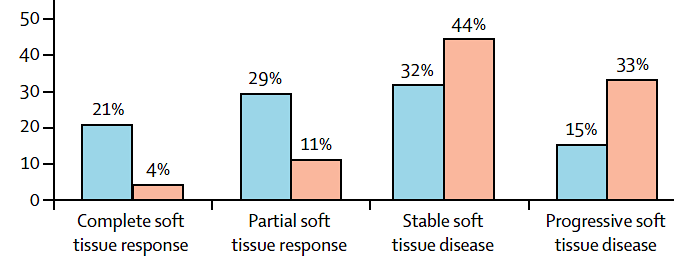 50
40
30
20
10
0
21%
4%
29%
11%
32%
44%
15%
33%
Complete soft
tissue response
Partial soft
tissue response
Stable soft
tissue disease
Progressive soft
tissue disease